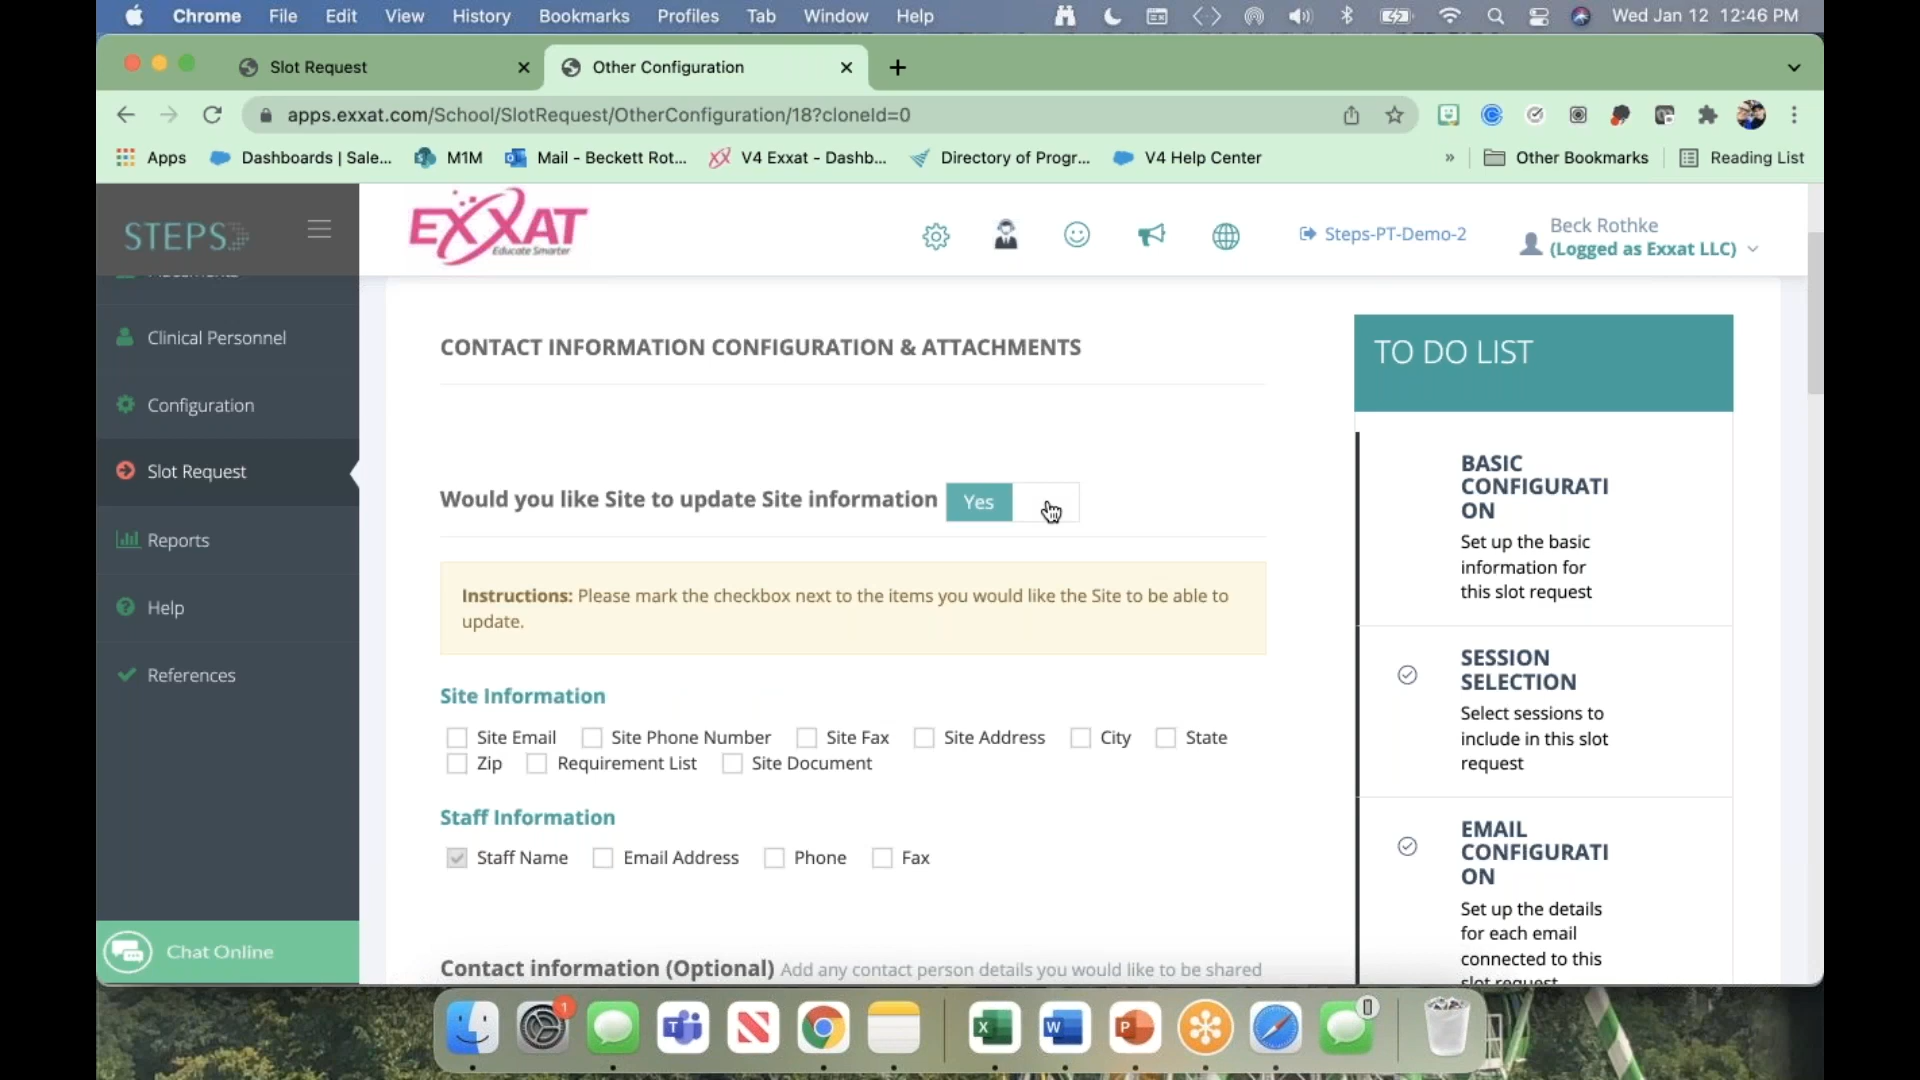 Chrome File Edit View History Bookmarks Profiles Tab Window Help Wed Jan 12 12:46 PM
Slot Request Other Configuration
apps.exxat.com/School/SlotRequest/OtherConfiguration/18?cloneId=0
Apps Dashboards | Sale... M1M Mail - Beckett Rot... V4 Exxat - Dashb... Directory of Progr... V4 Help Center » Other Bookmarks Reading List
STEPS
EXXAT
Educate Smarter
Steps-PT-Demo-2
Beck Rothke
(Logged as Exxat LLC)
Clinical Personnel
Configuration
Slot Request
Reports
Help
References
Chat Online
CONTACT INFORMATION CONFIGURATION & ATTACHMENTS
Would you like Site to update Site information Yes
Instructions: Please mark the checkbox next to the items you would like the Site to be able to
update.
Site Information
Site Email Site Phone Number Site Fax Site Address City State
Zip Requirement List Site Document
Staff Information
Staff Name Email Address Phone Fax
Contact information (Optional) Add any contact person details you would like to be shared
TO DO LIST
BASIC
CONFIGURATI
ON
Set up the basic
information for
this slot request
SESSION
SELECTION
Select sessions to
include in this slot
request
EMAIL
CONFIGURATI
ON
Set up the details
for each email
connected to this
slot request
1